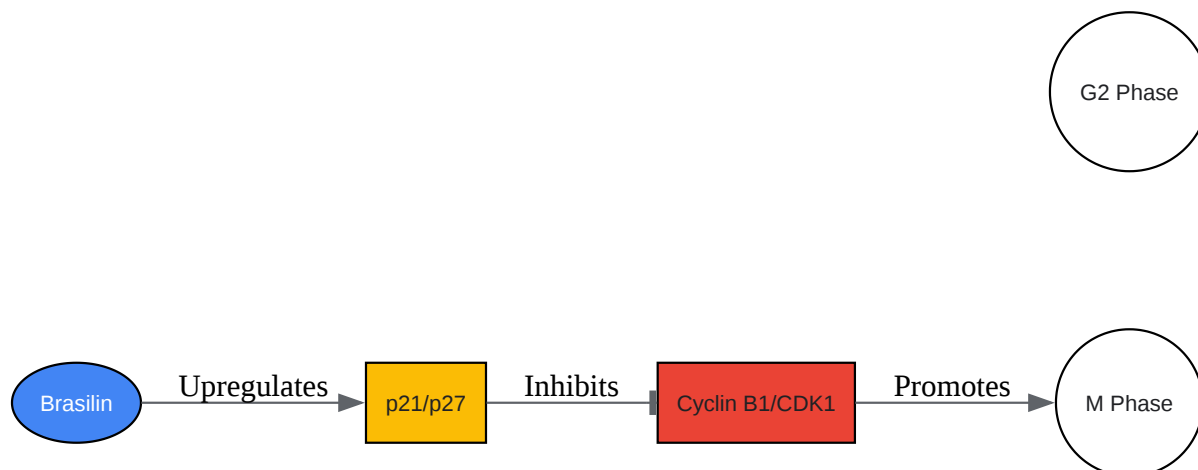 G2 Phase
Brasilin
Upregulates
p21/p27
Inhibits
Cyclin B1/CDK1
Promotes
M Phase